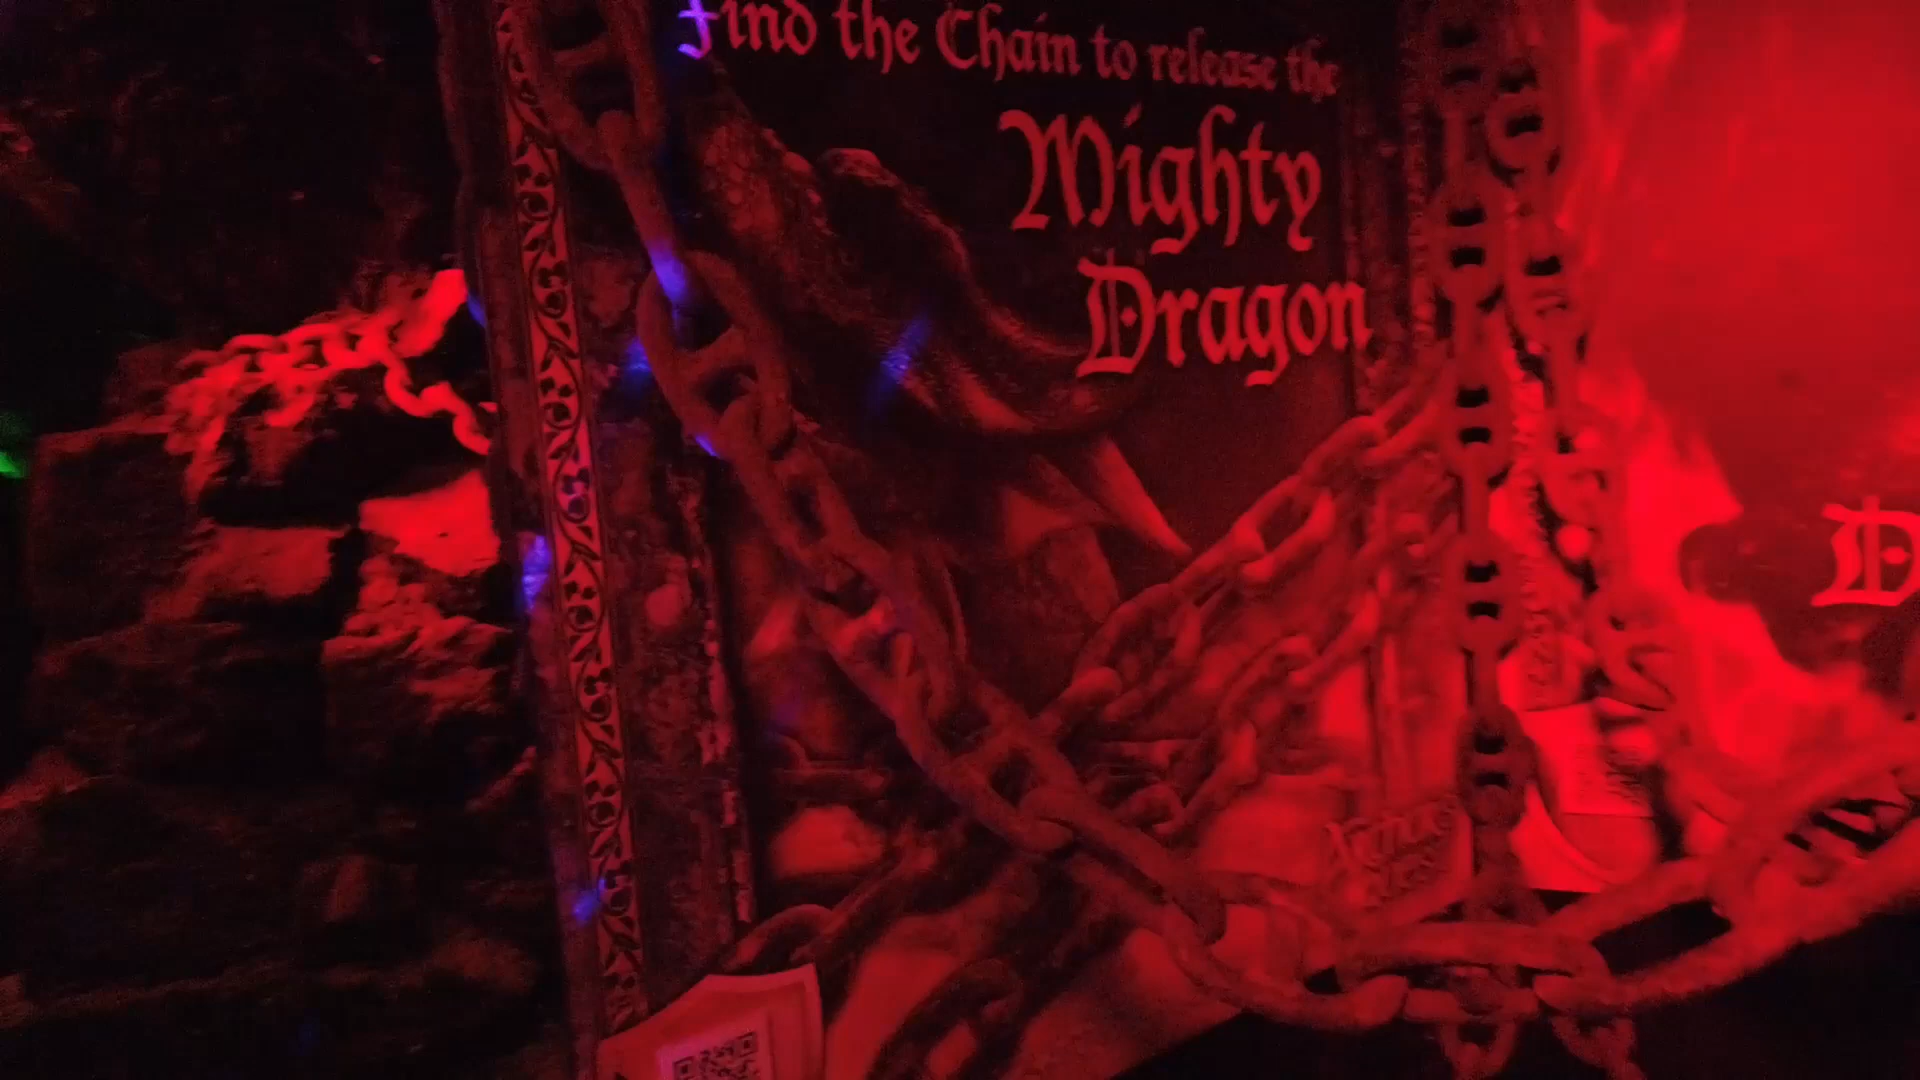 Find the Chain to release the
Mighty
Dragon